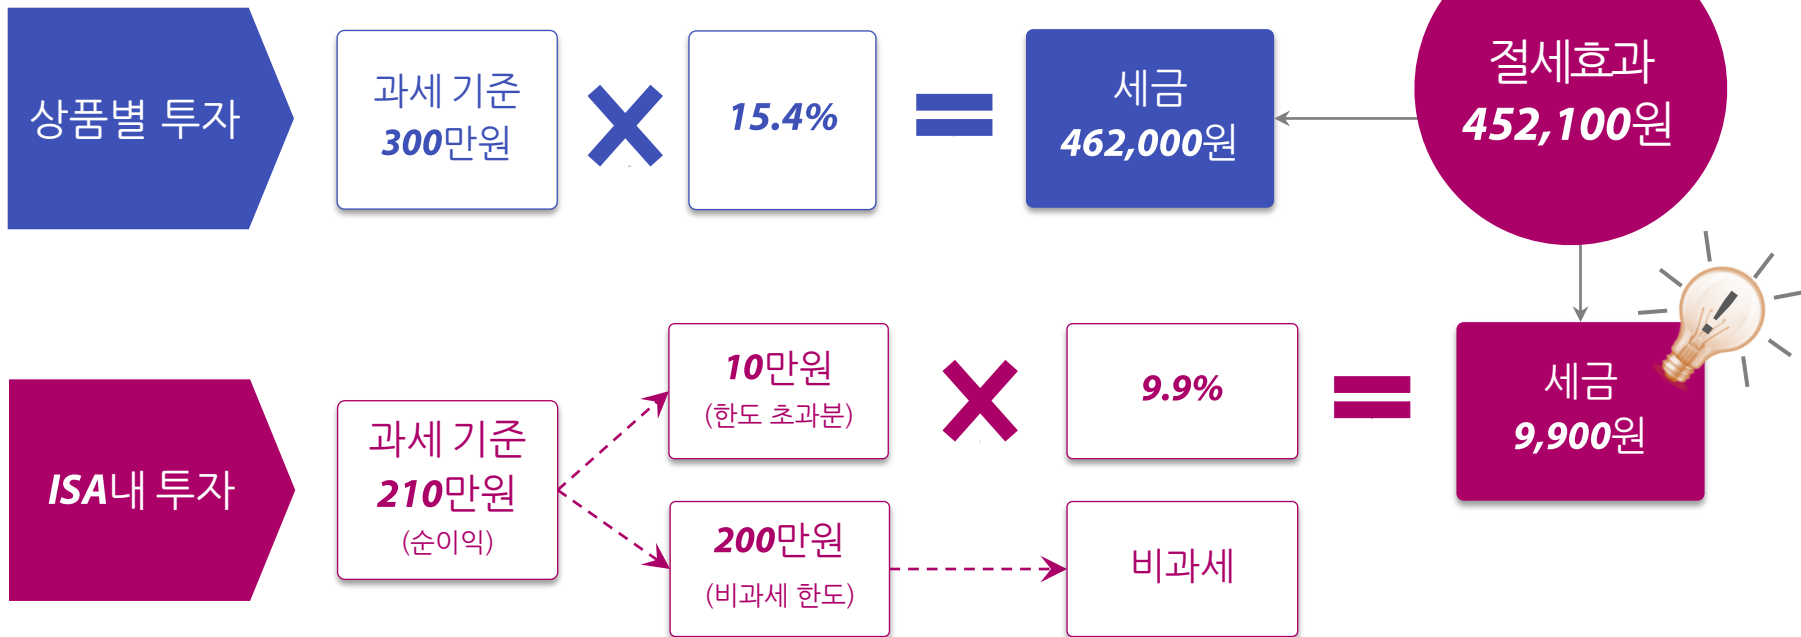 상품별 투자
과세 기준
300만원
×
15.4%
=
세금
462,000원
절세효과
452,100원
ISA내 투자
과세 기준
210만원
(순이익)
10만원
(한도 초과분)
×
9.9%
=
세금
9,900원
200만원
(비과세 한도)
비과세